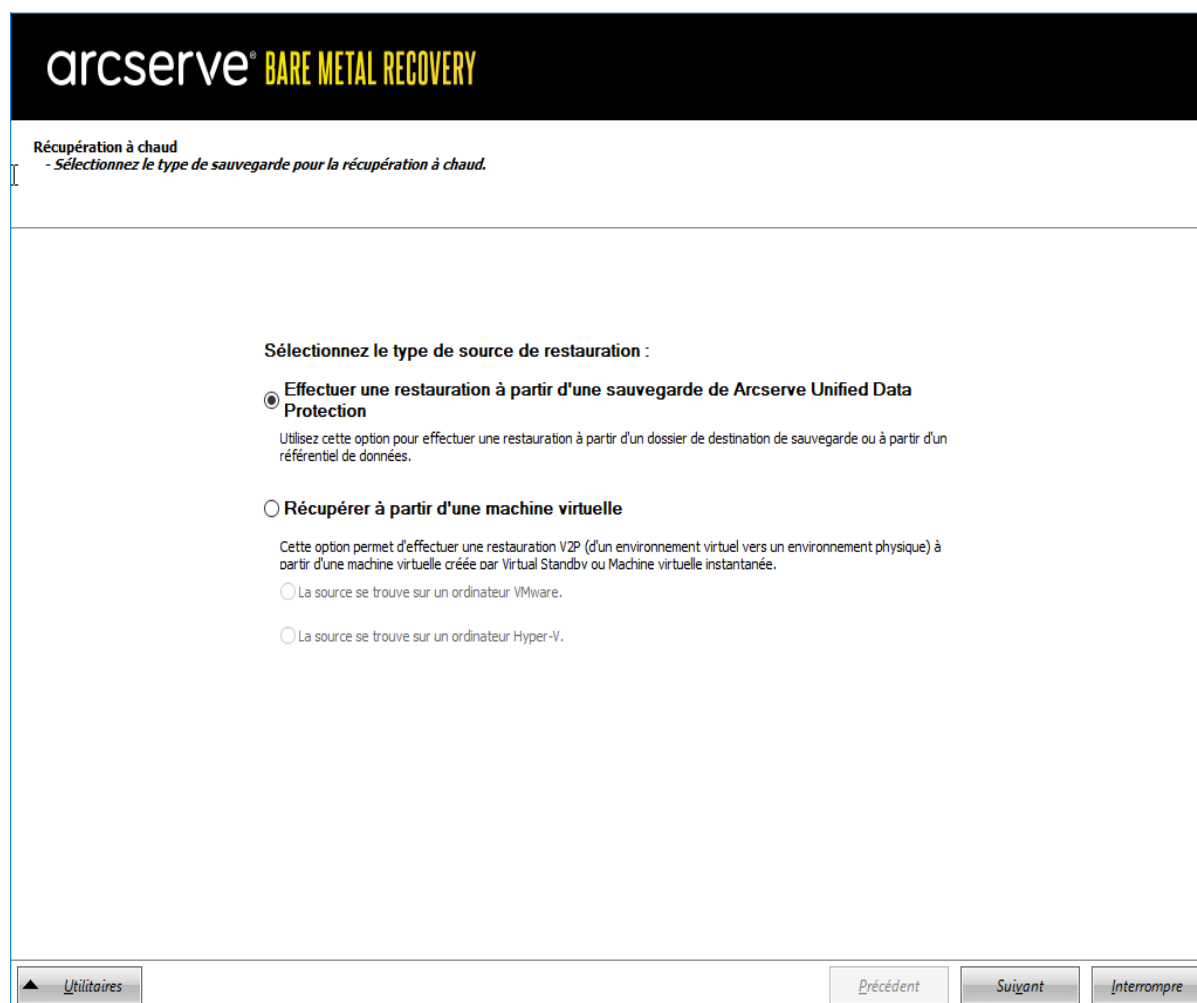 arcserve® BARE METAL RECOVERY
Récupération à chaud
- Sélectionnez le type de sauvegarde pour la récupération à chaud.
Sélectionnez le type de source de restauration :
Effectuer une restauration à partir d'une sauvegarde de Arcserve Unified Data
Protection
Utilisez cette option pour effectuer une restauration à partir d'un dossier de destination de sauvegarde ou à partir d'un
référentiel de données.
Récupérer à partir d'une machine virtuelle
Cette option permet d'effectuer une restauration V2P (d'un environnement virtuel vers un environnement physique) à
partir d'une machine virtuelle créée par Virtual Standby ou Machine virtuelle instantanée.
La source se trouve sur un ordinateur VMware.
La source se trouve sur un ordinateur Hyper-V.
Utilitaires
Précédent
Suivant
Interrompre